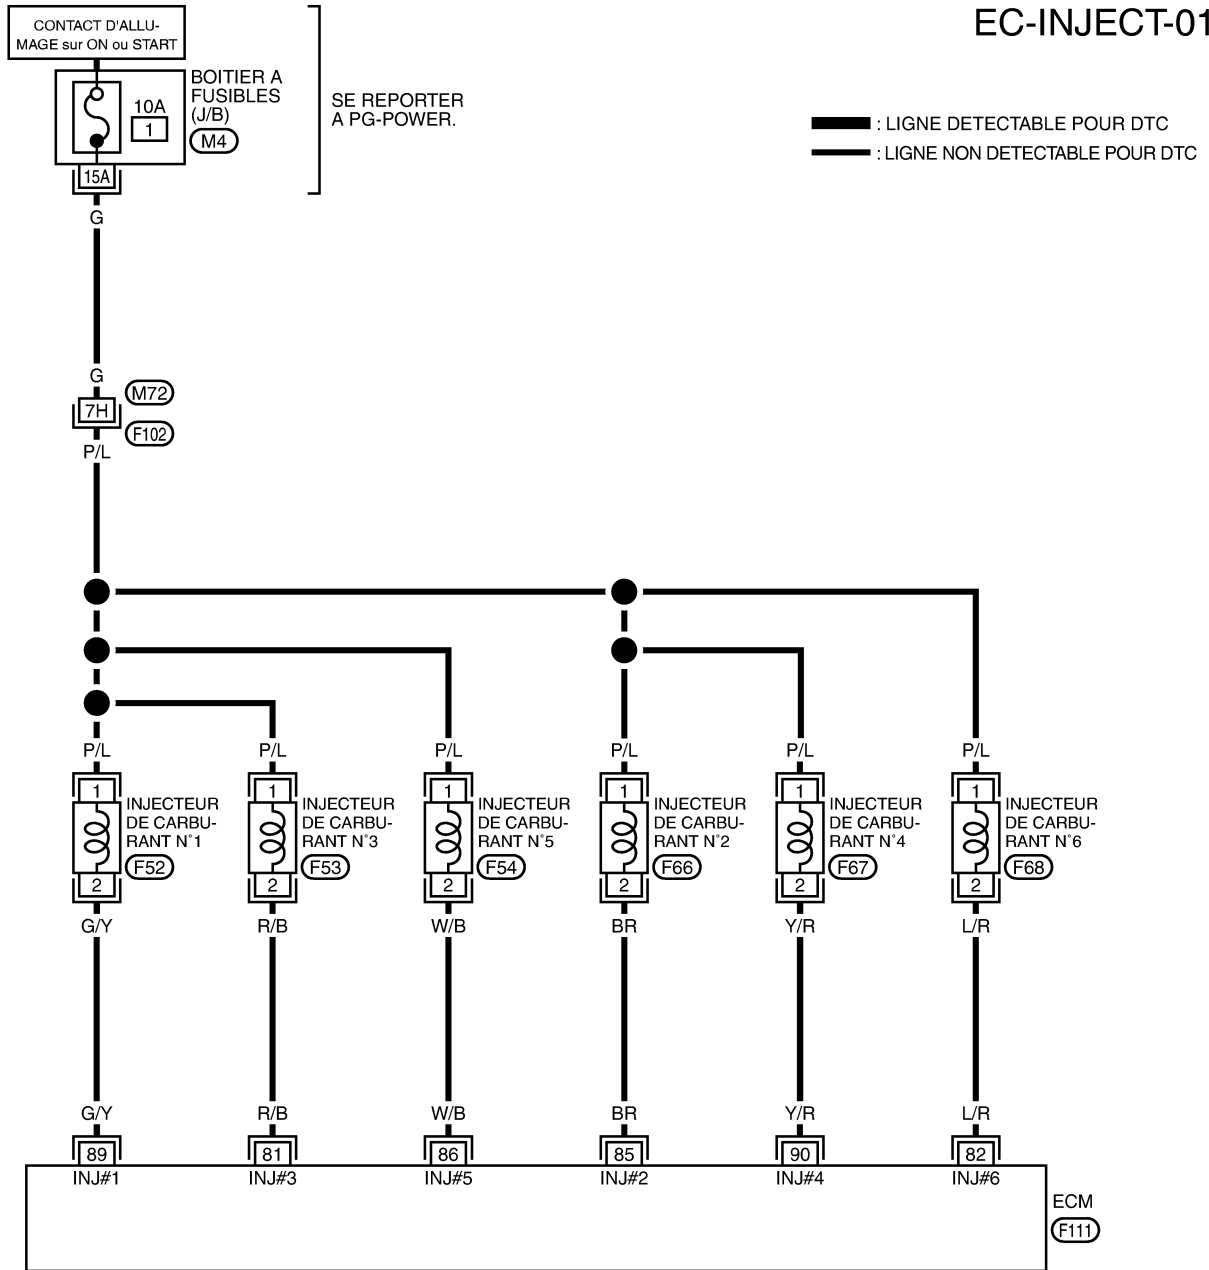 EC-INJECT-01
CONTACT D'ALLU-
MAGE sur ON ou START
BOITIER A
FUSIBLES
(J/B)
M4
10A
1
15A
SE REPORTER
A PG-POWER.
: LIGNE DETECTABLE POUR DTC
: LIGNE NON DETECTABLE POUR DTC
G
G
M72
7H
F102
P/L
P/L P/L P/L P/L P/L P/L
1 1 1 1 1 1
INJECTEUR
DE CARBU-
RANT N°1
F52
INJECTEUR
DE CARBU-
RANT N°3
F53
INJECTEUR
DE CARBU-
RANT N°5
F54
INJECTEUR
DE CARBU-
RANT N°2
F66
INJECTEUR
DE CARBU-
RANT N°4
F67
INJECTEUR
DE CARBU-
RANT N°6
F68
2 2 2 2 2 2
G/Y R/B W/B BR Y/R L/R
G/Y R/B W/B BR Y/R L/R
89 81 86 85 90 82
INJ#1 INJ#3 INJ#5 INJ#2 INJ#4 INJ#6
ECM
F111